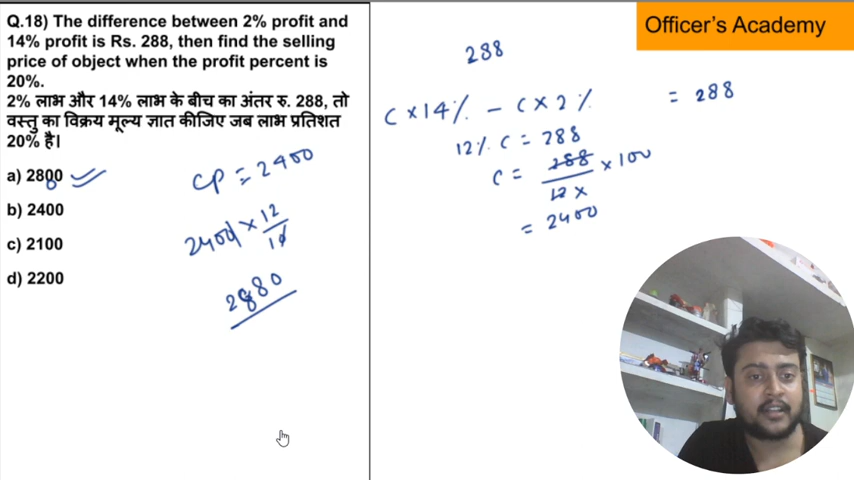 Q.18) The difference between 2% profit and
14% profit is Rs. 288, then find the selling
price of object when the profit percent is
20%.
2% लाभ और 14% लाभ के बीच का अंतर रु. 288, तो
वस्तु का विक्रय मूल्य ज्ञात कीजिए जब लाभ प्रतिशत
20% है।
a) 2800
8
b) 2400
c) 2100
d) 2200
CP = 2400
2400 × 12/10
2880
Officer's Academy
288
C × 14% - C × 2% = 288
12% C = 288
C = 288/12 × 100
= 2400